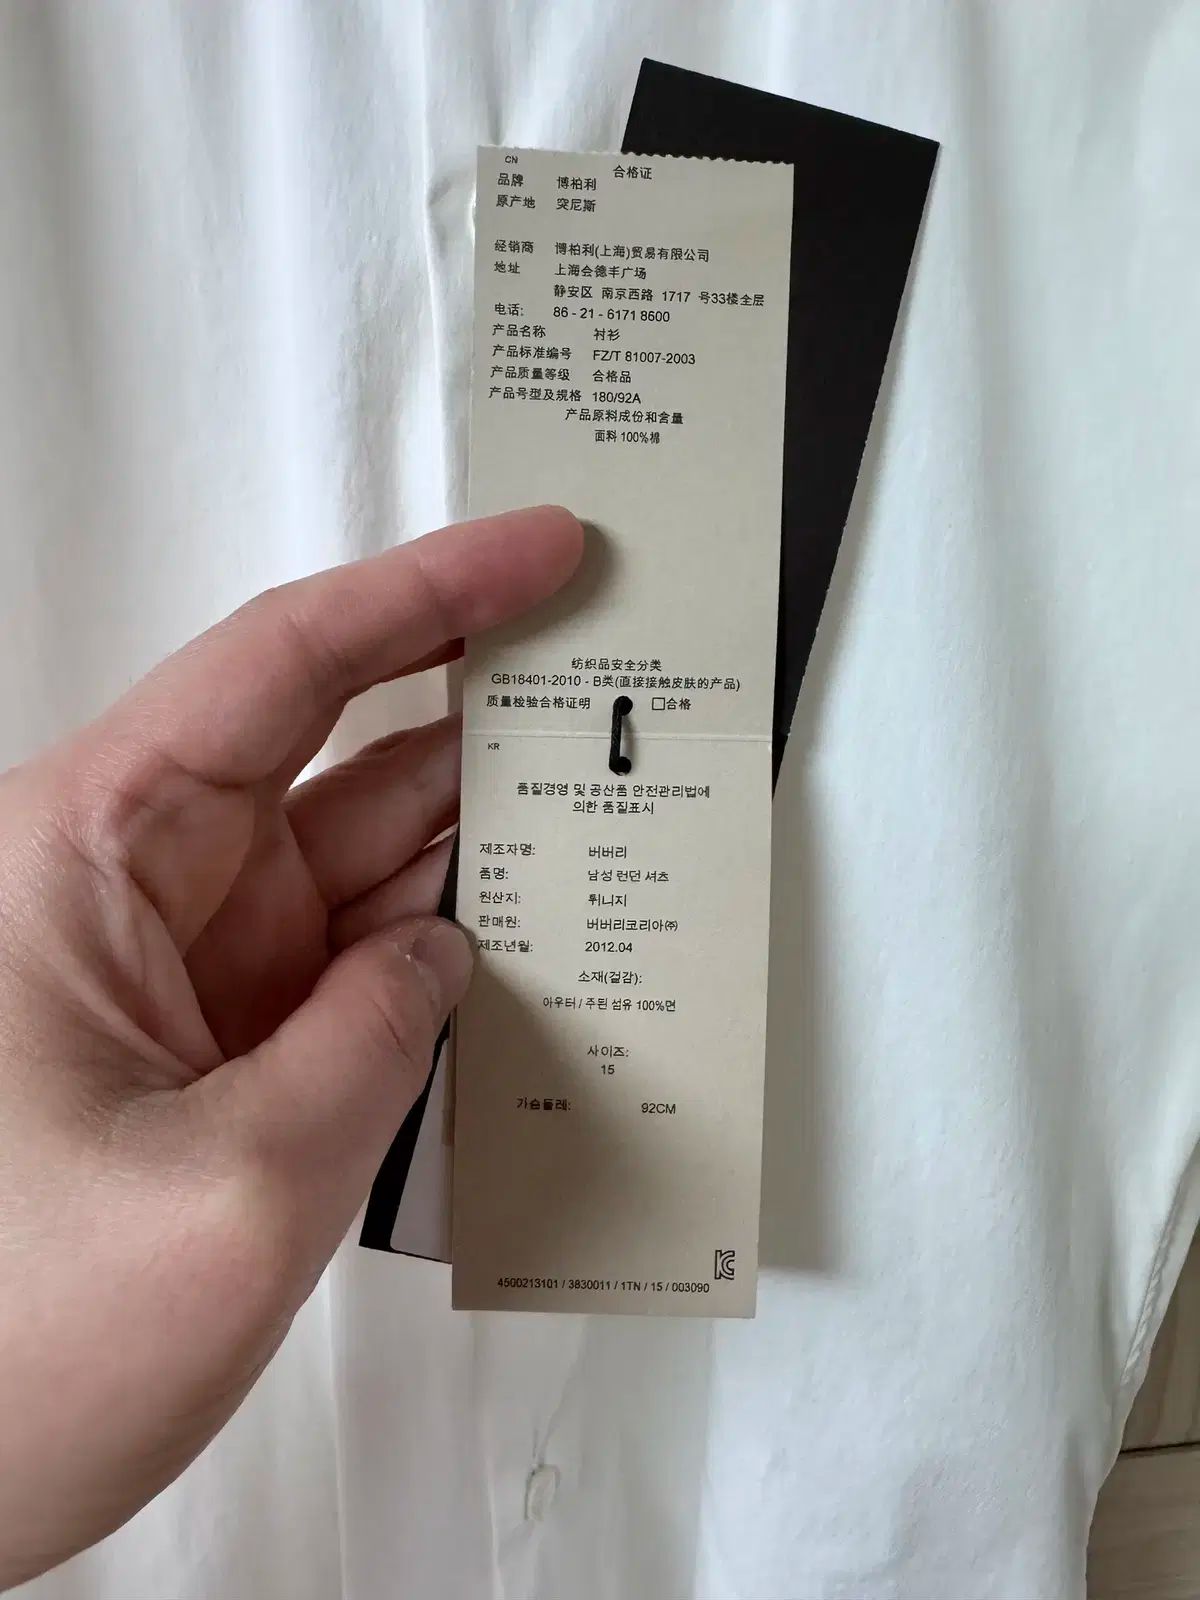 CN
合格证
品牌 博柏利
原产地 突尼斯
经销商 博柏利(上海)贸易有限公司
地址 上海会德丰广场
静安区 南京西路 1717 号33楼全层
电话: 86 - 21 - 6171 8600
产品名称 衬衫
产品标准编号 FZ/T 81007-2003
产品质量等级 合格品
产品号型及规格 180/92A
产品原料成份和含量
面料 100%棉
纺织品安全分类
GB18401-2010 - B类(直接接触皮肤的产品)
质量检验合格证明 □合格
KR
품질경영 및 공산품 안전관리법에
의한 품질표시
제조자명: 버버리
품명: 남성 런던 셔츠
원산지: 튀니지
판매원: 버버리코리아㈜
제조년월: 2012.04
소재(겉감):
아우터 / 주된 섬유 100%면
사이즈:
15
가슴둘레: 92CM
4500213101 / 3830011 / 1TN / 15 / 003090